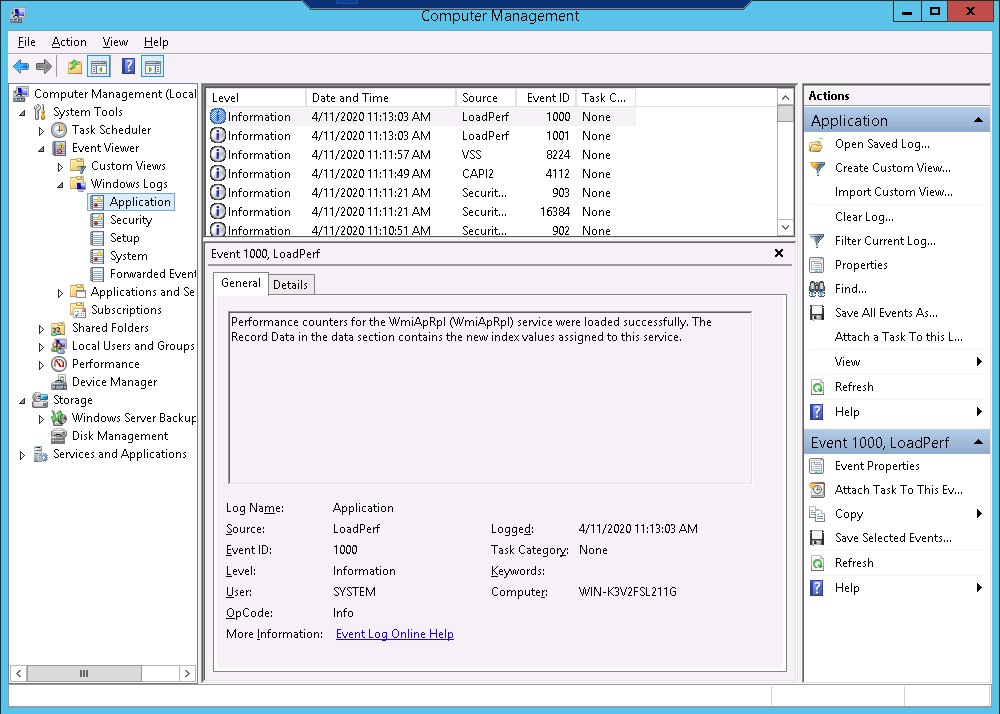 Computer Management
File Action View Help
Computer Management (Local
System Tools
Task Scheduler
Event Viewer
Custom Views
Windows Logs
Application
Security
Setup
System
Forwarded Event
Applications and Se
Subscriptions
Shared Folders
Local Users and Groups
Performance
Device Manager
Storage
Windows Server Backup
Disk Management
Services and Applications
Level Date and Time Source Event ID Task C...
Information 4/11/2020 11:13:03 AM LoadPerf 1000 None
Information 4/11/2020 11:13:03 AM LoadPerf 1001 None
Information 4/11/2020 11:11:57 AM VSS 8224 None
Information 4/11/2020 11:11:49 AM CAPI2 4112 None
Information 4/11/2020 11:11:21 AM Securit... 903 None
Information 4/11/2020 11:11:21 AM Securit... 16384 None
Information 4/11/2020 11:10:51 AM Securit... 902 None
Event 1000, LoadPerf
General Details
Performance counters for the WmiApRpl (WmiApRpl) service were loaded successfully. The
Record Data in the data section contains the new index values assigned to this service.
Log Name: Application
Source: LoadPerf Logged: 4/11/2020 11:13:03 AM
Event ID: 1000 Task Category: None
Level: Information Keywords:
User: SYSTEM Computer: WIN-K3V2FSL211G
OpCode: Info
More Information: Event Log Online Help
Actions
Application
Open Saved Log...
Create Custom View...
Import Custom View...
Clear Log...
Filter Current Log...
Properties
Find...
Save All Events As...
Attach a Task To this L...
View
Refresh
Help
Event 1000, LoadPerf
Event Properties
Attach Task To This Ev...
Copy
Save Selected Events...
Refresh
Help